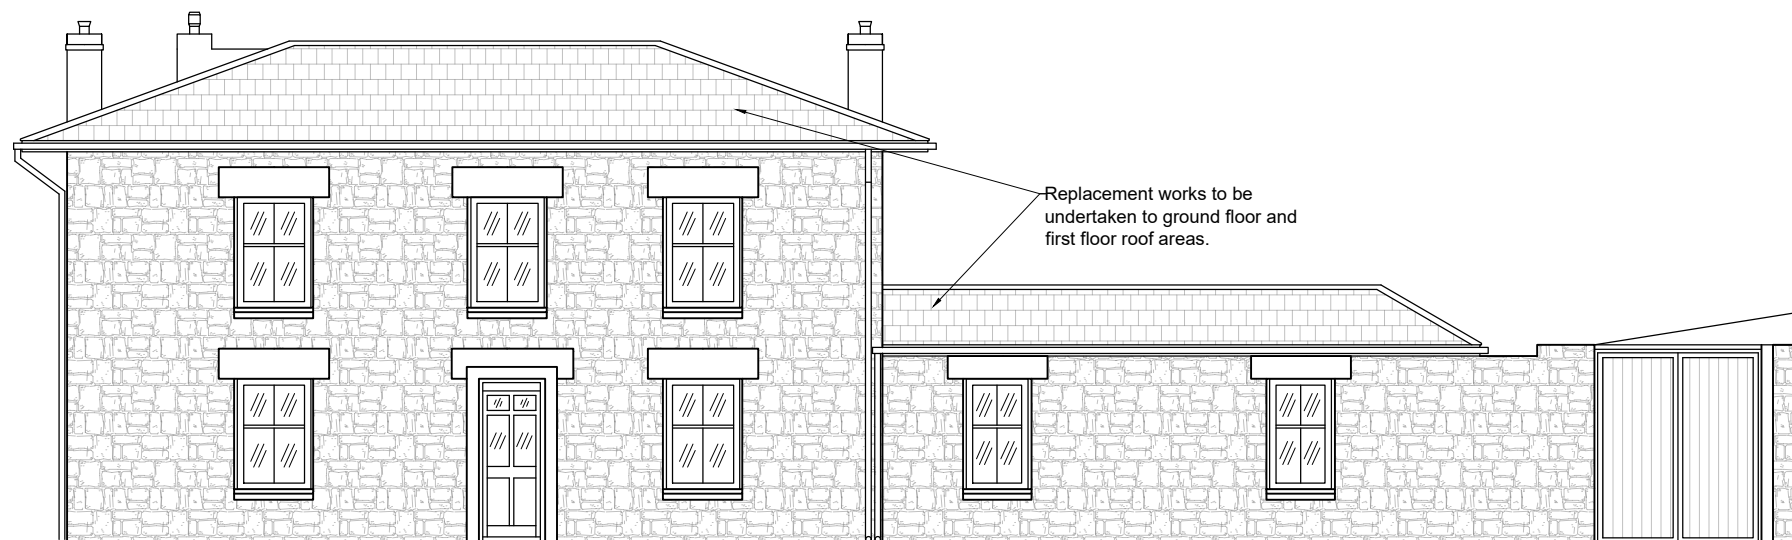 Replacement works to be
undertaken to ground floor and
first floor roof areas.